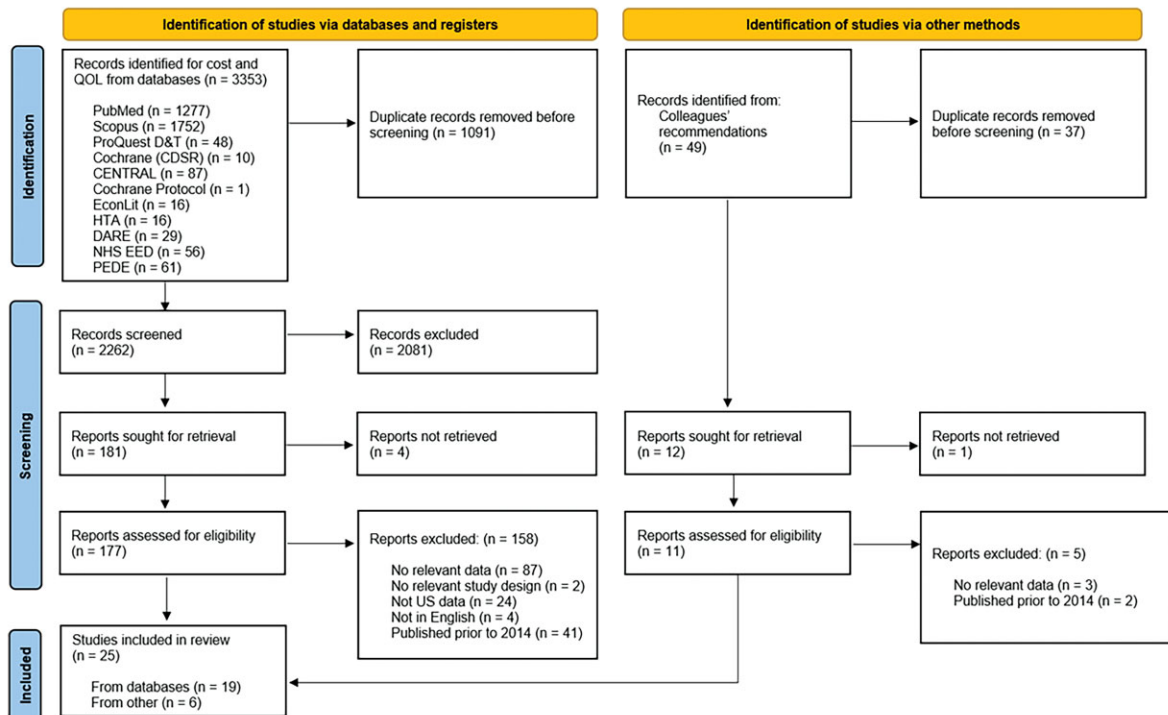 Identification of studies via databases and registers
Identification of studies via other methods
Identification
Records identified for cost and
QOL from databases (n = 3353)
PubMed (n = 1277)
Scopus (n = 1752)
ProQuest D&T (n = 48)
Cochrane (CDSR) (n = 10)
CENTRAL (n = 87)
Cochrane Protocol (n = 1)
EconLit (n = 16)
HTA (n = 16)
DARE (n = 29)
NHS EED (n = 56)
PEDE (n = 61)
Duplicate records removed before
screening (n = 1091)
Records identified from:
Colleagues'
recommendations
(n = 49)
Duplicate records removed
before screening (n = 37)
Screening
Records screened
(n = 2262)
Records excluded
(n = 2081)
Reports sought for retrieval
(n = 181)
Reports not retrieved
(n = 4)
Reports sought for retrieval
(n = 12)
Reports not retrieved
(n = 1)
Reports assessed for eligibility
(n = 177)
Reports excluded: (n = 158)
No relevant data (n = 87)
No relevant study design (n = 2)
Not US data (n = 24)
Not in English (n = 4)
Published prior to 2014 (n = 41)
Reports assessed for eligibility
(n = 11)
Reports excluded: (n = 5)
No relevant data (n = 3)
Published prior to 2014 (n = 2)
Included
Studies included in review
(n = 25)
From databases (n = 19)
From other (n = 6)